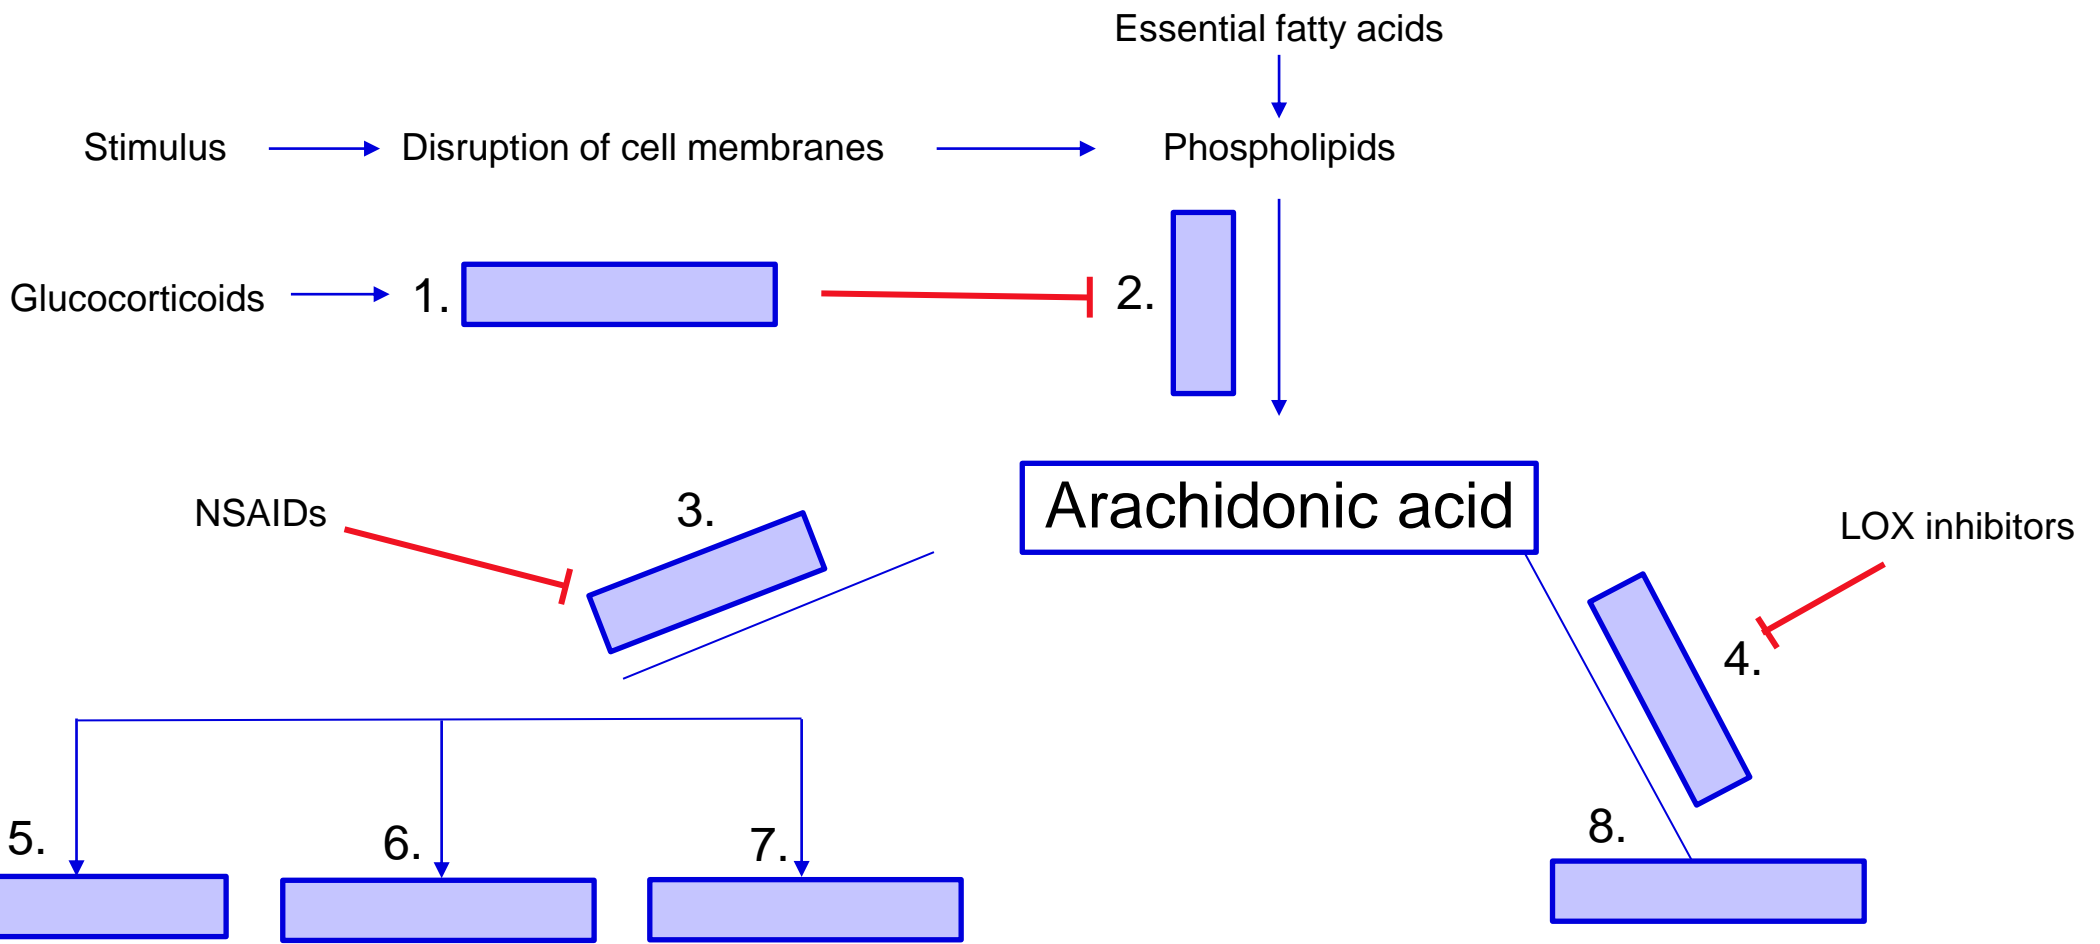 Essential fatty acids
Stimulus
Disruption of cell membranes
Phospholipids
Glucocorticoids
1.
2.
NSAIDs
3.
Arachidonic acid
LOX inhibitors
4.
5.
6.
7.
8.